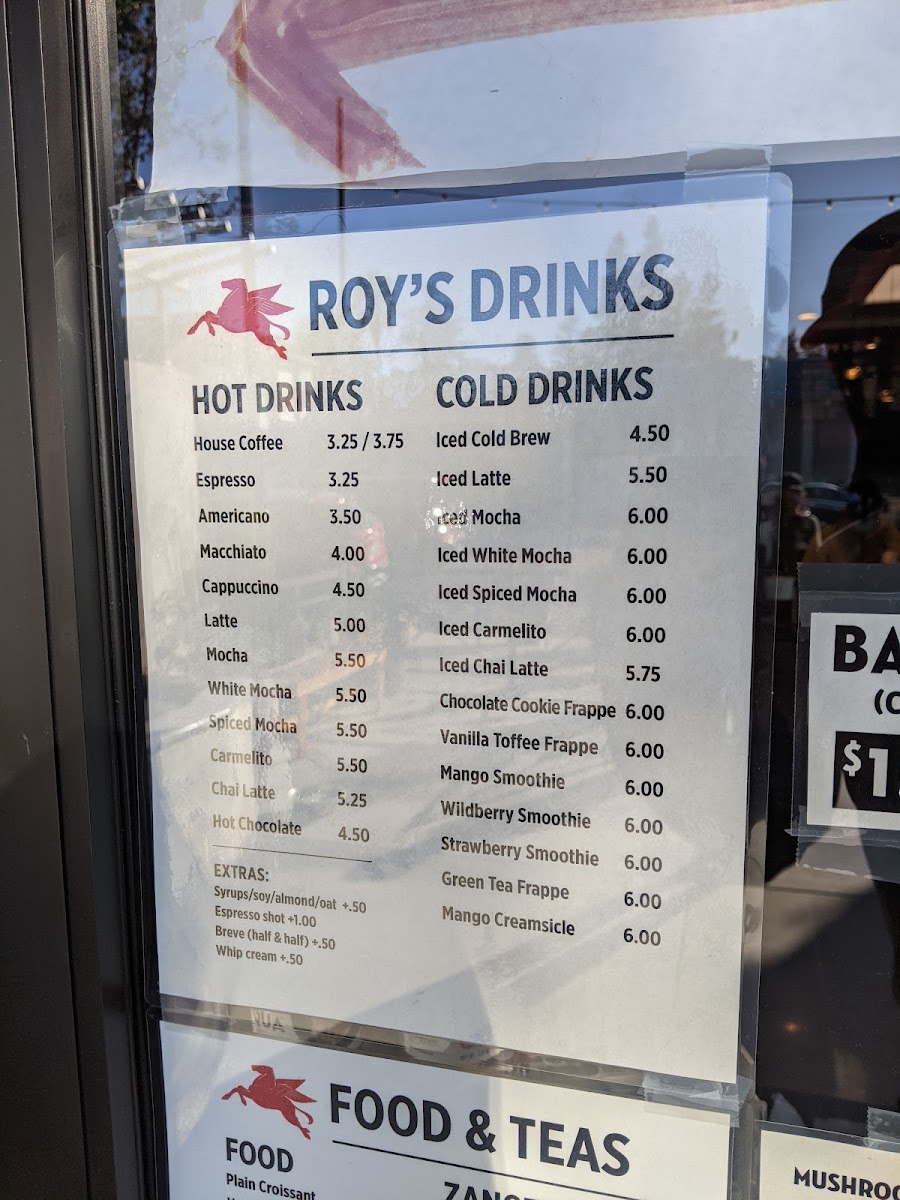 ROY'S DRINKS
HOT DRINKS
House Coffee 3.25 / 3.75
Espresso 3.25
Americano 3.50
Macchiato 4.00
Cappuccino 4.50
Latte 5.00
Mocha 5.50
White Mocha 5.50
Spiced Mocha 5.50
Carmelito 5.50
Chai Latte 5.25
Hot Chocolate 4.50
EXTRAS:
Syrups/soy/almond/oat +.50
Espresso shot +1.00
Breve (half & half) +.50
Whip cream +.50
COLD DRINKS
Iced Cold Brew 4.50
Iced Latte 5.50
Iced Mocha 6.00
Iced White Mocha 6.00
Iced Spiced Mocha 6.00
Iced Carmelito 6.00
Iced Chai Latte 5.75
Chocolate Cookie Frappe 6.00
Vanilla Toffee Frappe 6.00
Mango Smoothie 6.00
Wildberry Smoothie 6.00
Strawberry Smoothie 6.00
Green Tea Frappe 6.00
Mango Creamsicle 6.00
FOOD & TEAS
FOOD
Plain Croissant
BA
$1